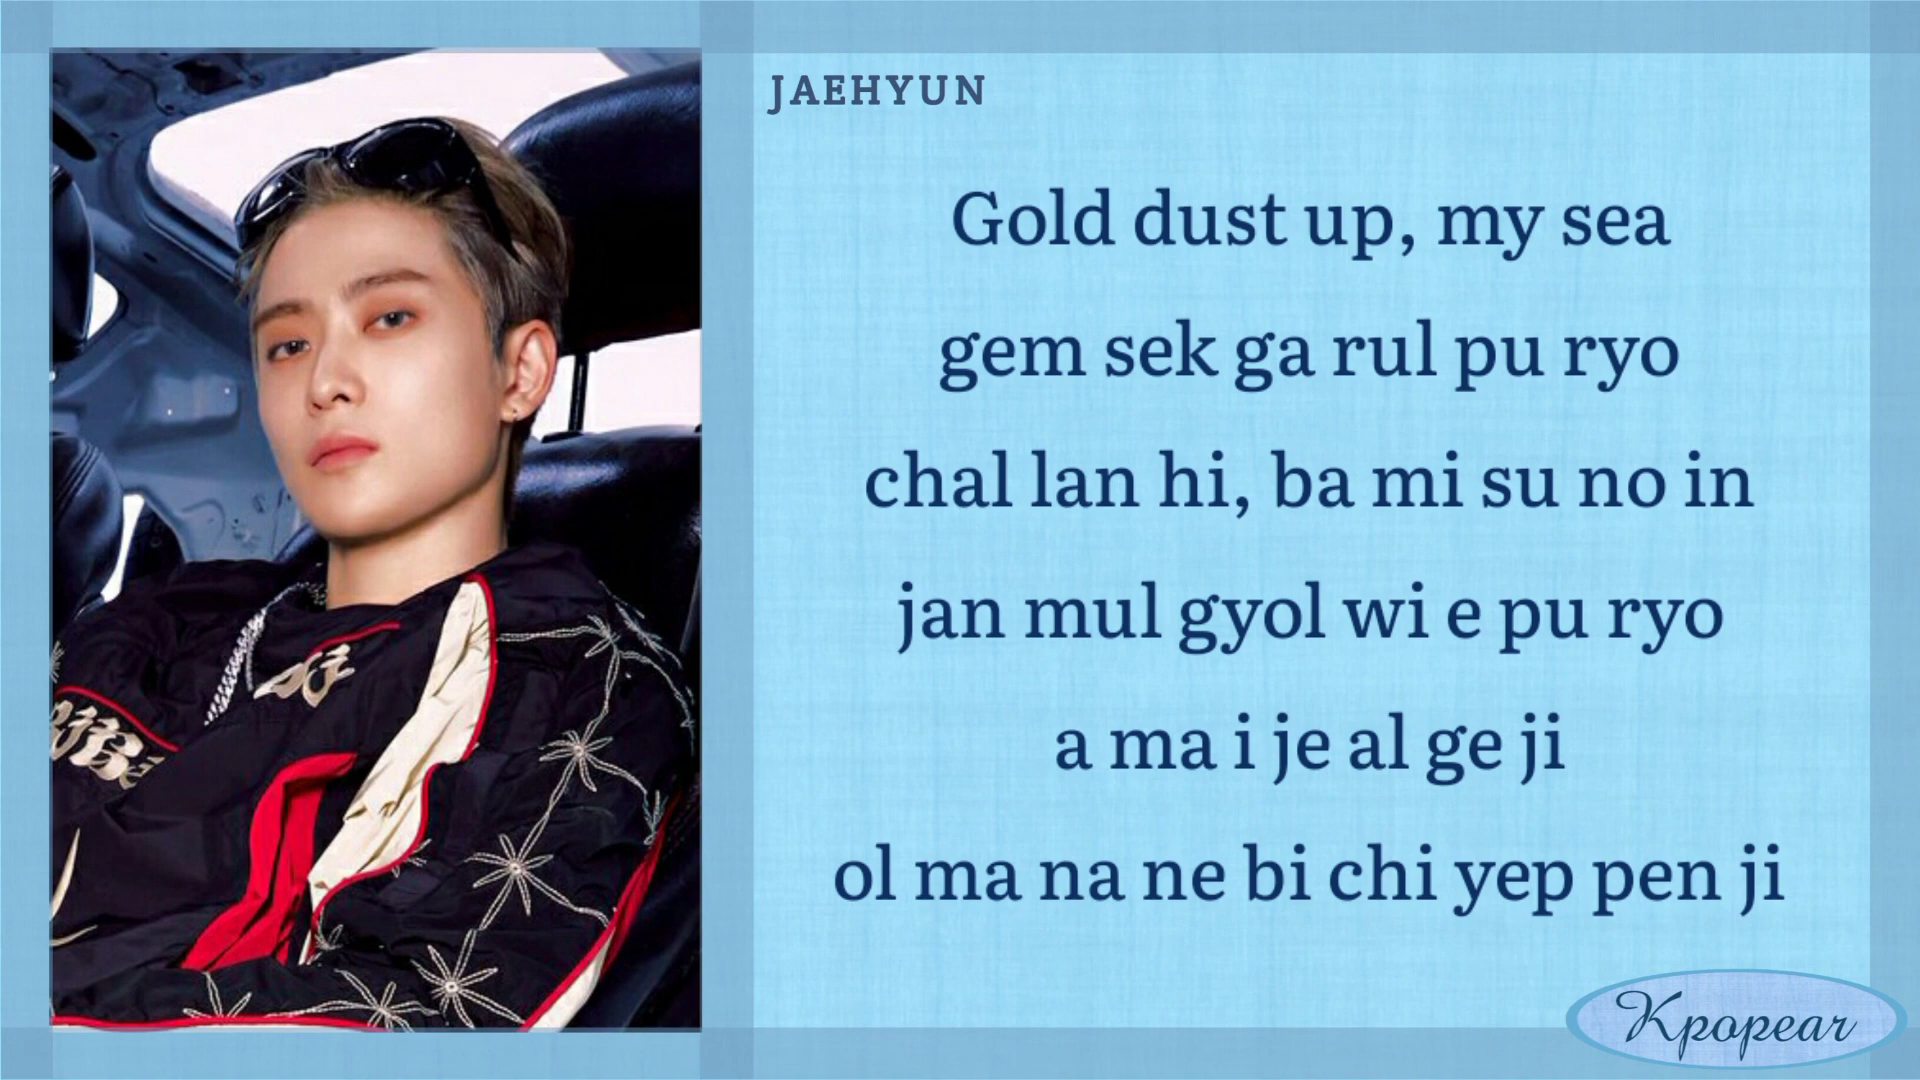 JAEHYUN
Gold dust up, my sea
gem sek ga rul pu ryo
chal lan hi, ba mi su no in
jan mul gyol wi e pu ryo
a ma i je al ge ji
ol ma na ne bi chi yep pen ji
Kpopear